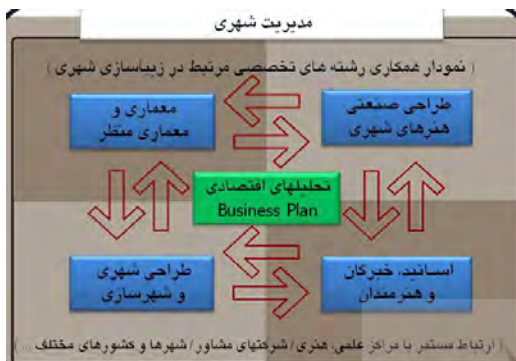 مدیریت شهری
( نمودار همکاری رشته های تخصصی مرتبط در زیباسازی شهری )
طراحی صنعتی
هنرهای شهری
معماری و
معماری منظر
تحلیلهای اقتصادی
Business Plan
اساتید، خبرگان
و هنرمندان
طراحی شهری
و شهرسازی
ارتباط مستمر با مراکز علمی، هنری/ شرکتهای مشاور/ شهرها و کشورهای مختلف ... )